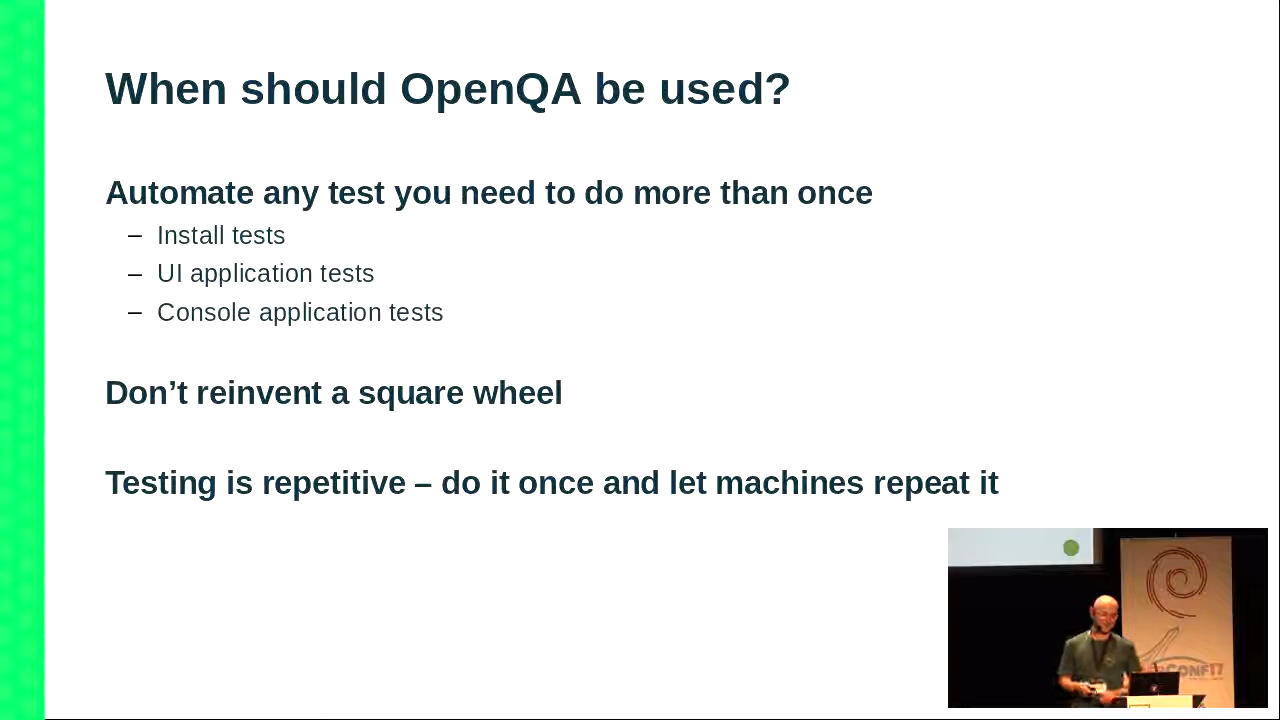 When should OpenQA be used?
Automate any test you need to do more than once
– Install tests
– UI application tests
– Console application tests
Don’t reinvent a square wheel
Testing is repetitive – do it once and let machines repeat it